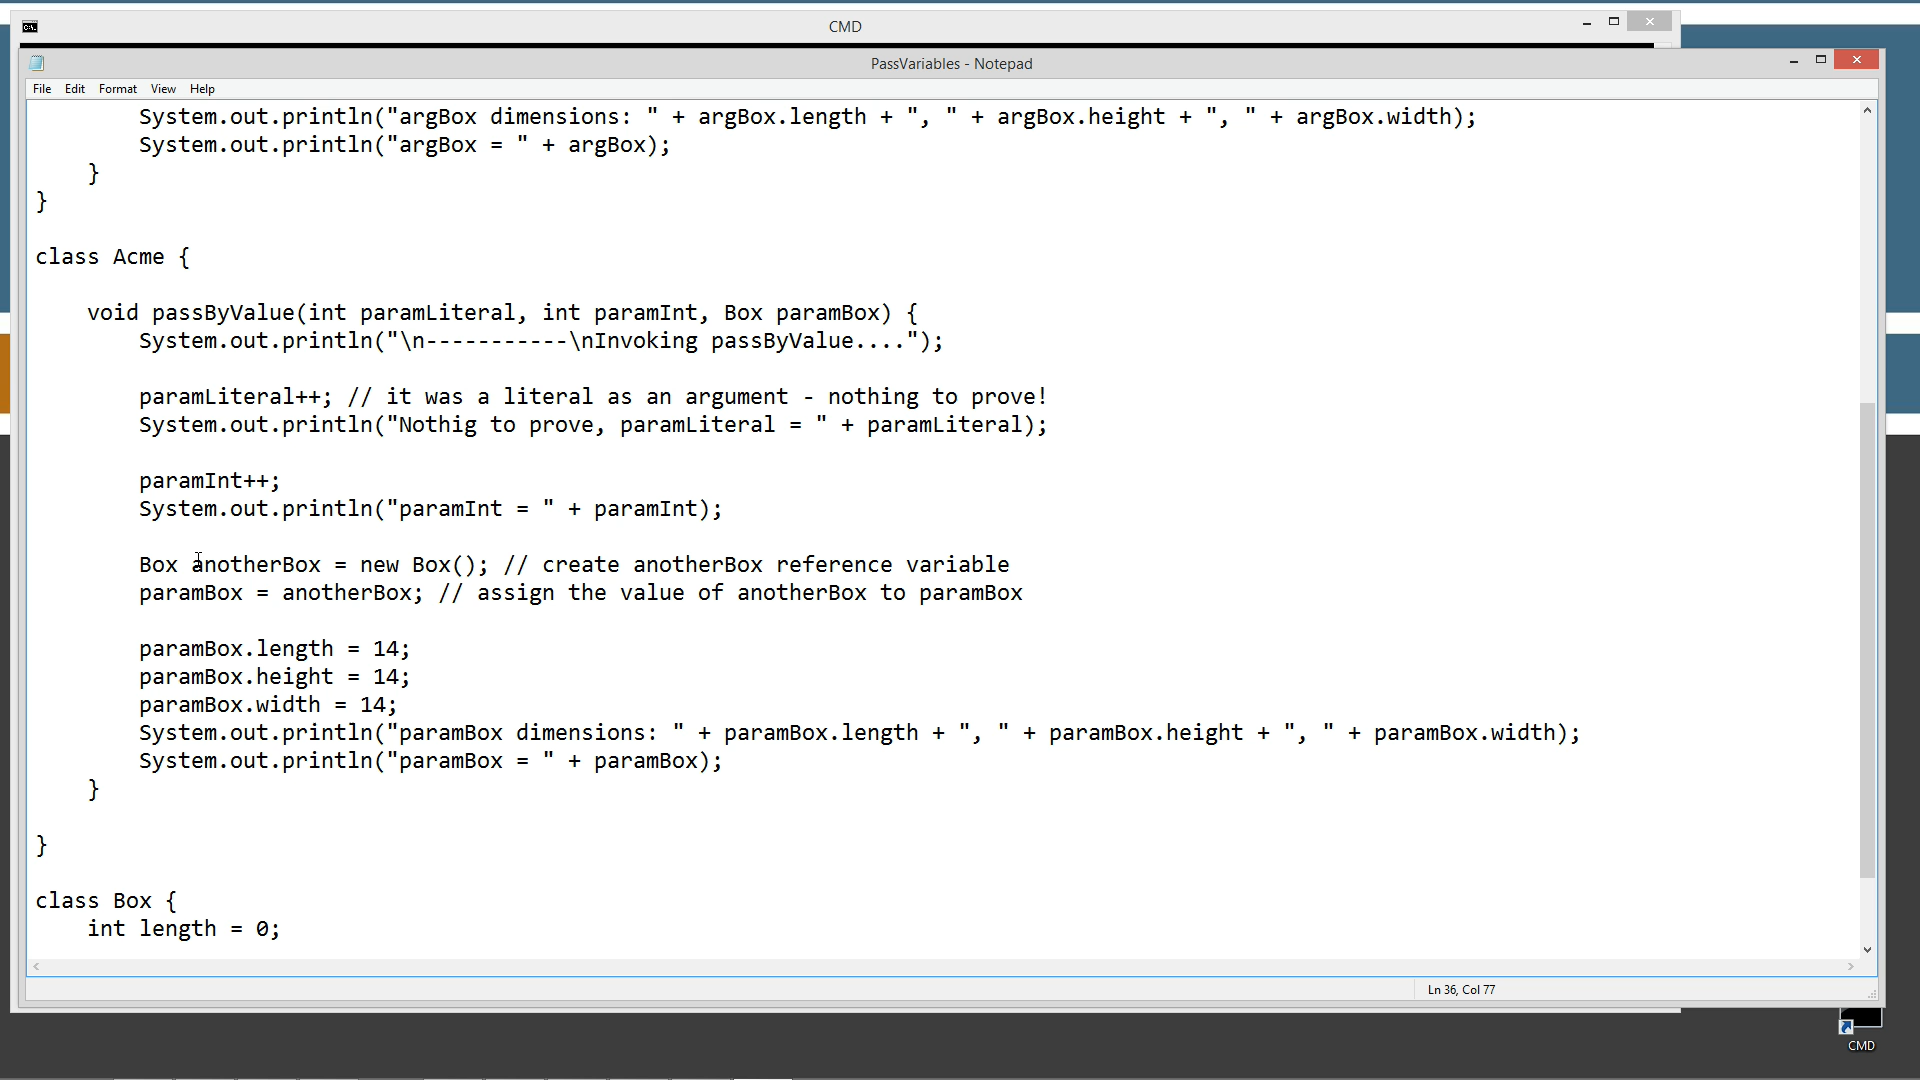 CMD
PassVariables - Notepad
File Edit Format View Help
System.out.println("argBox dimensions: " + argBox.length + ", " + argBox.height + ", " + argBox.width);
System.out.println("argBox = " + argBox);
}
}
class Acme {
void passByValue(int paramLiteral, int paramInt, Box paramBox) {
System.out.println("\n-----------\nInvoking passByValue....");
paramLiteral++; // it was a literal as an argument - nothing to prove!
System.out.println("Nothig to prove, paramLiteral = " + paramLiteral);
paramInt++;
System.out.println("paramInt = " + paramInt);
Box anotherBox = new Box(); // create anotherBox reference variable
paramBox = anotherBox; // assign the value of anotherBox to paramBox
paramBox.length = 14;
paramBox.height = 14;
paramBox.width = 14;
System.out.println("paramBox dimensions: " + paramBox.length + ", " + paramBox.height + ", " + paramBox.width);
System.out.println("paramBox = " + paramBox);
}
}
class Box {
int length = 0;
Ln 36, Col 77
CMD